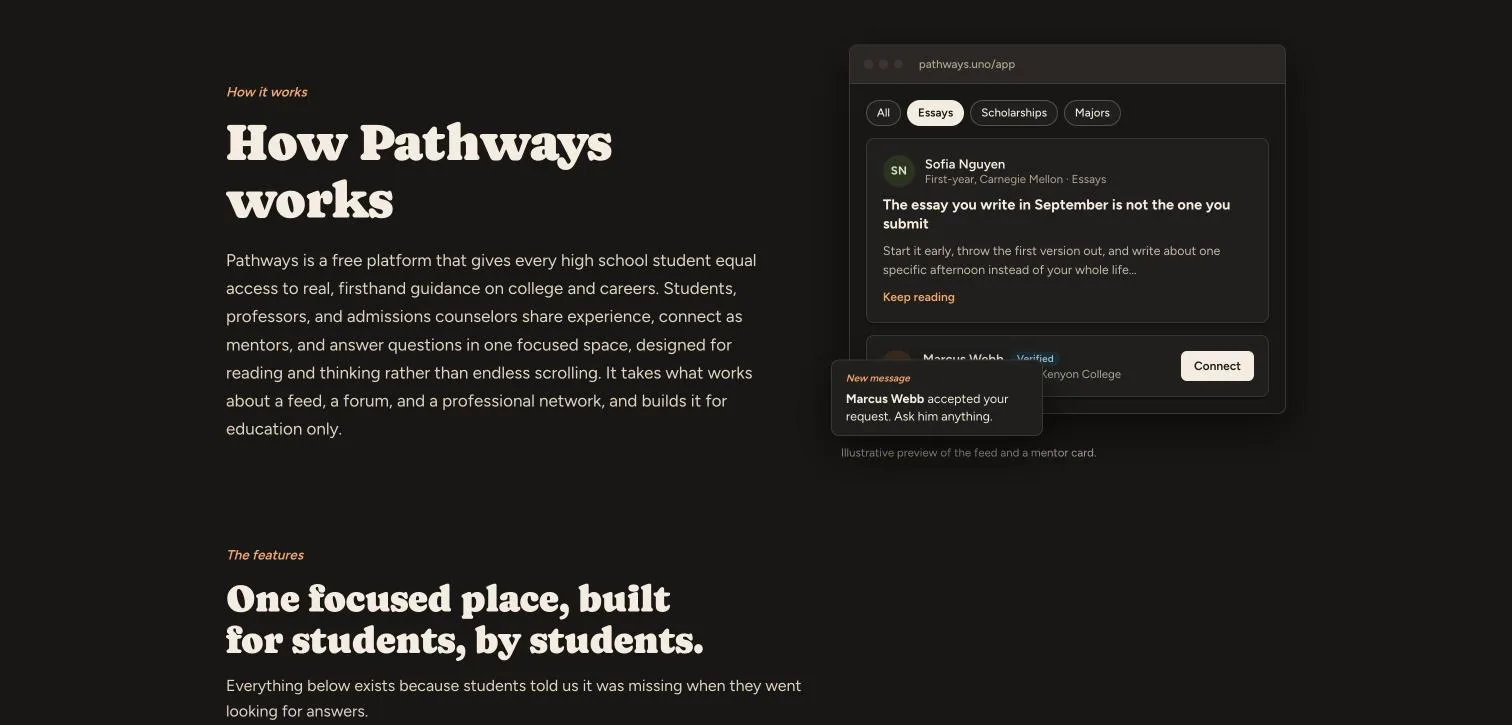 How it works
How Pathways
works
Pathways is a free platform that gives every high school student equal
access to real, firsthand guidance on college and careers. Students,
professors, and admissions counselors share experience, connect as
mentors, and answer questions in one focused space, designed for
reading and thinking rather than endless scrolling. It takes what works
about a feed, a forum, and a professional network, and builds it for
education only.
pathways.uno/app
All Essays Scholarships Majors
SN
Sofia Nguyen
First-year, Carnegie Mellon · Essays
The essay you write in September is not the one you
submit
Start it early, throw the first version out, and write about one
specific afternoon instead of your whole life...
Keep reading
Marcus Webb Verified
Kenyon College
Connect
New message
Marcus Webb accepted your
request. Ask him anything.
Illustrative preview of the feed and a mentor card.
The features
One focused place, built
for students, by students.
Everything below exists because students told us it was missing when they went
looking for answers.